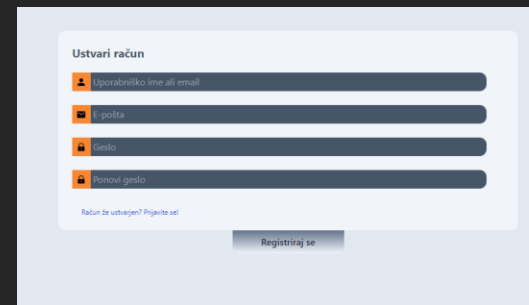 Ustvari račun
Uporabniško ime ali email
E-pošta
Geslo
Ponovi geslo
Račun že ustvarjen? Prijavite se!
Registriraj se